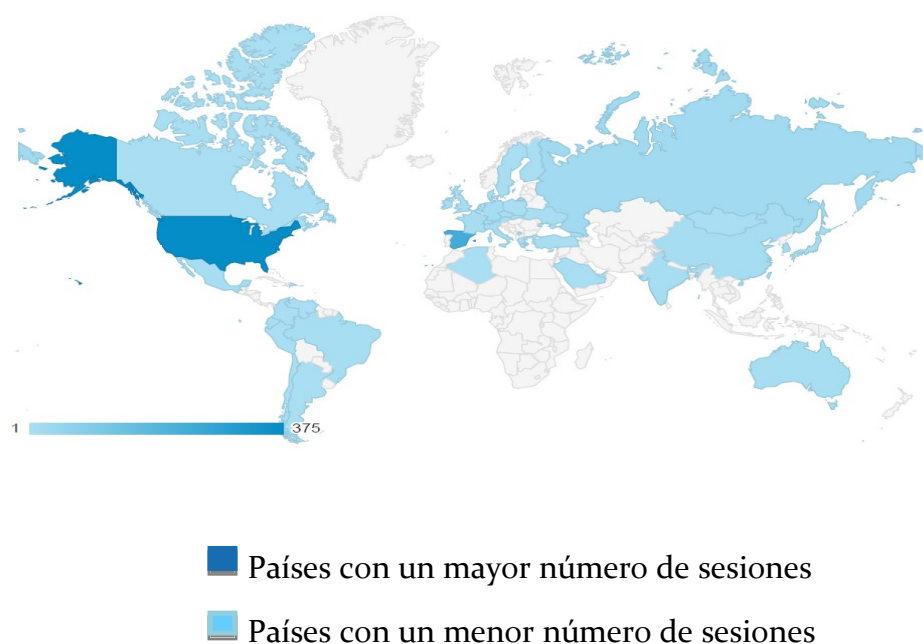 1 375
Países con un mayor número de sesiones
Países con un menor número de sesiones